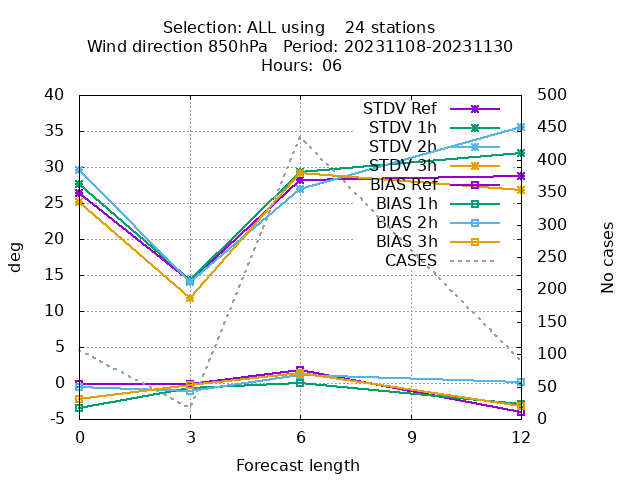 Selection: ALL using    24 stations
Wind direction 850hPa   Period: 20231108-20231130
Hours: 06
40
35
30
25
20
15
10
5
0
-5
deg
500
450
400
350
300
250
200
150
100
50
0
No cases
STDV Ref
STDV 1h
STDV 2h
STDV 3h
BIAS Ref
BIAS 1h
BIAS 2h
BIAS 3h
CASES
0 3 6 9 12
Forecast length